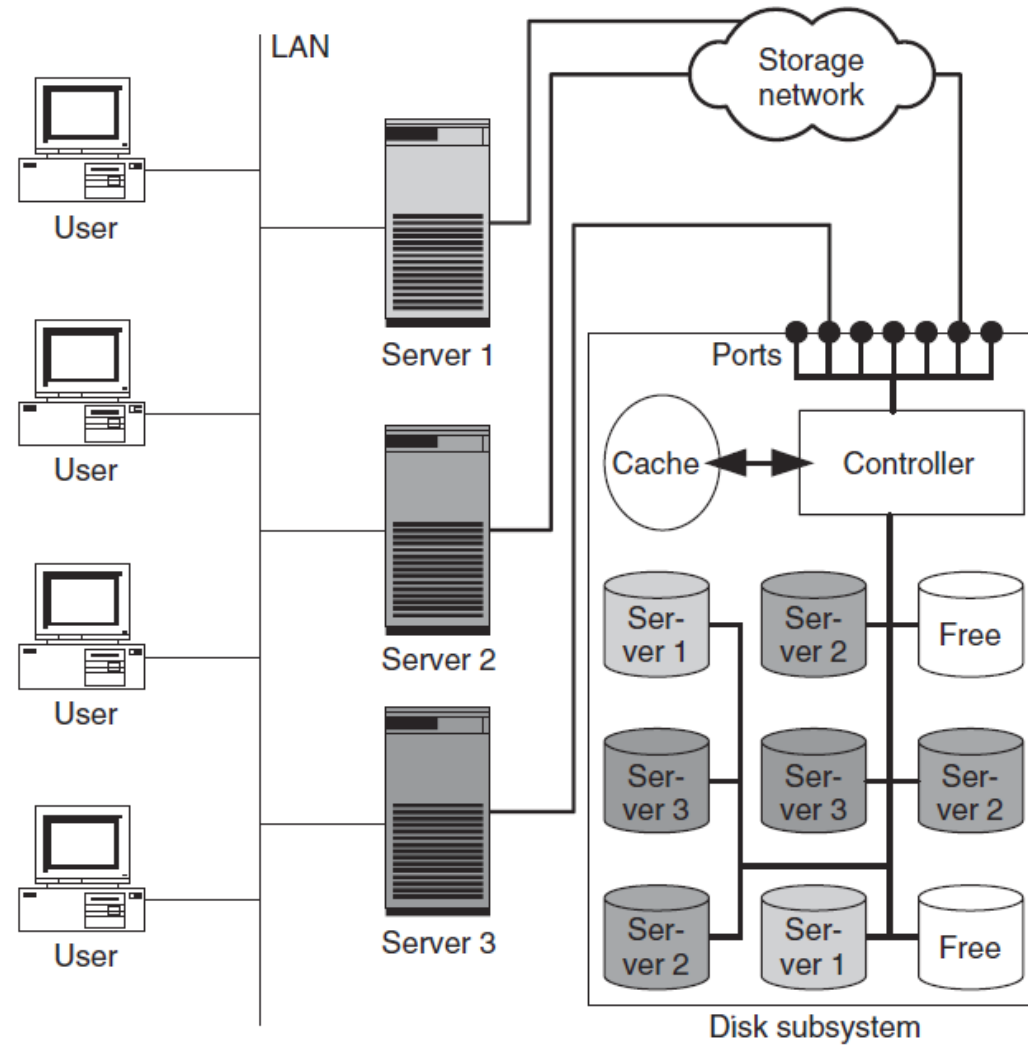 LAN
Storage
network
User
Server 1
Ports
User
Cache
Controller
Server 2
User
Ser-
ver 1
Ser-
ver 2
Free
Ser-
ver 3
Ser-
ver 3
Ser-
ver 2
Server 3
User
Ser-
ver 2
Ser-
ver 1
Free
Disk subsystem